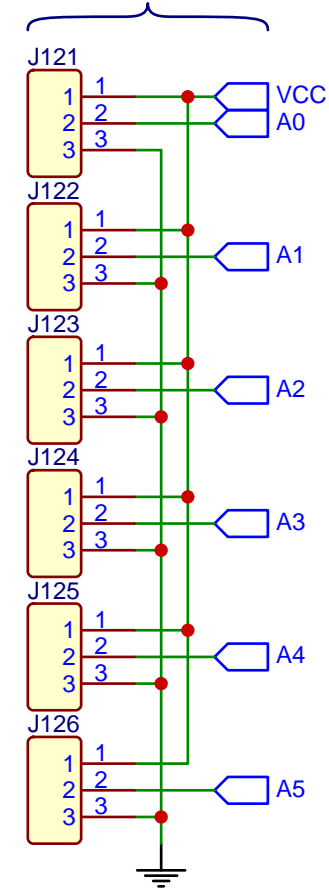 J121
1 1 VCC
2 2 A0
3 3
J122
1 1
2 2 A1
3 3
J123
1 1
2 2 A2
3 3
J124
1 1
2 2 A3
3 3
J125
1 1
2 2 A4
3 3
J126
1 1
2 2 A5
3 3